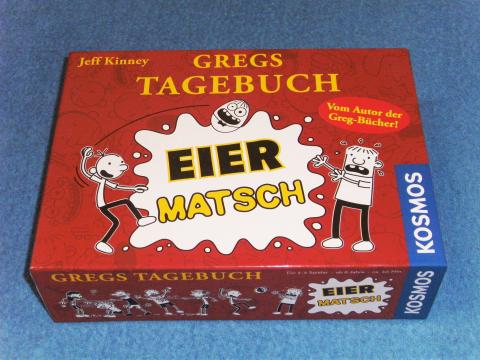 Jeff Kinney
GREGS
TAGEBUCH
Vom Autor der
Greg-Bücher!
EIER
MATSCH
KOSMOS
GREGS TAGEBUCH
EIER
MATSCH
KOSMOS